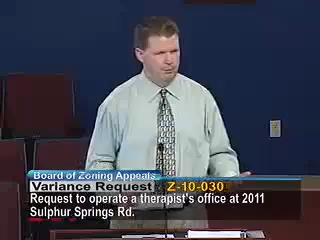 Board of Zoning Appeals
Variance Request Z-10-030
Request to operate a therapist's office at 2011
Sulphur Springs Rd.